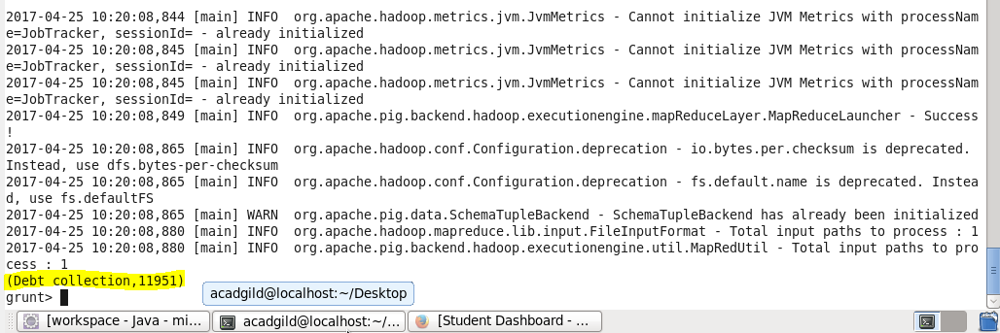 2017-04-25 10:20:08,844 [main] INFO  org.apache.hadoop.metrics.jvm.JvmMetrics - Cannot initialize JVM Metrics with processNam
e=JobTracker, sessionId= - already initialized
2017-04-25 10:20:08,845 [main] INFO  org.apache.hadoop.metrics.jvm.JvmMetrics - Cannot initialize JVM Metrics with processNam
e=JobTracker, sessionId= - already initialized
2017-04-25 10:20:08,845 [main] INFO  org.apache.hadoop.metrics.jvm.JvmMetrics - Cannot initialize JVM Metrics with processNam
e=JobTracker, sessionId= - already initialized
2017-04-25 10:20:08,849 [main] INFO  org.apache.pig.backend.hadoop.executionengine.mapReduceLayer.MapReduceLauncher - Success
!
2017-04-25 10:20:08,865 [main] INFO  org.apache.hadoop.conf.Configuration.deprecation - io.bytes.per.checksum is deprecated.
Instead, use dfs.bytes-per-checksum
2017-04-25 10:20:08,865 [main] INFO  org.apache.hadoop.conf.Configuration.deprecation - fs.default.name is deprecated. Instea
d, use fs.defaultFS
2017-04-25 10:20:08,865 [main] WARN  org.apache.pig.data.SchemaTupleBackend - SchemaTupleBackend has already been initialized
2017-04-25 10:20:08,880 [main] INFO  org.apache.hadoop.mapreduce.lib.input.FileInputFormat - Total input paths to process : 1
2017-04-25 10:20:08,880 [main] INFO  org.apache.pig.backend.hadoop.executionengine.util.MapRedUtil - Total input paths to pro
cess : 1
(Debt collection,11951)
grunt>
acadgild@localhost:~/Desktop
[workspace - Java - mi...
acadgild@localhost:~/...
[Student Dashboard - ...